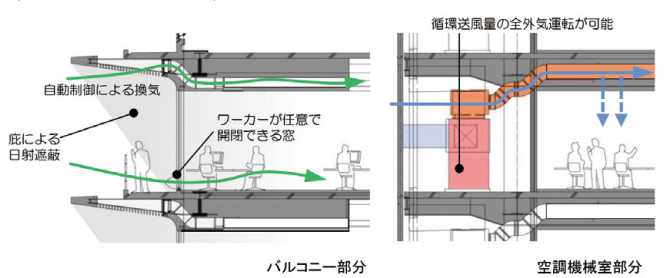 循環送風量の全外気運転が可能
自動制御による換気
ワーカーが任意で
開閉できる窓
庇による
日射遮蔽
バルコニー部分
空調機械室部分